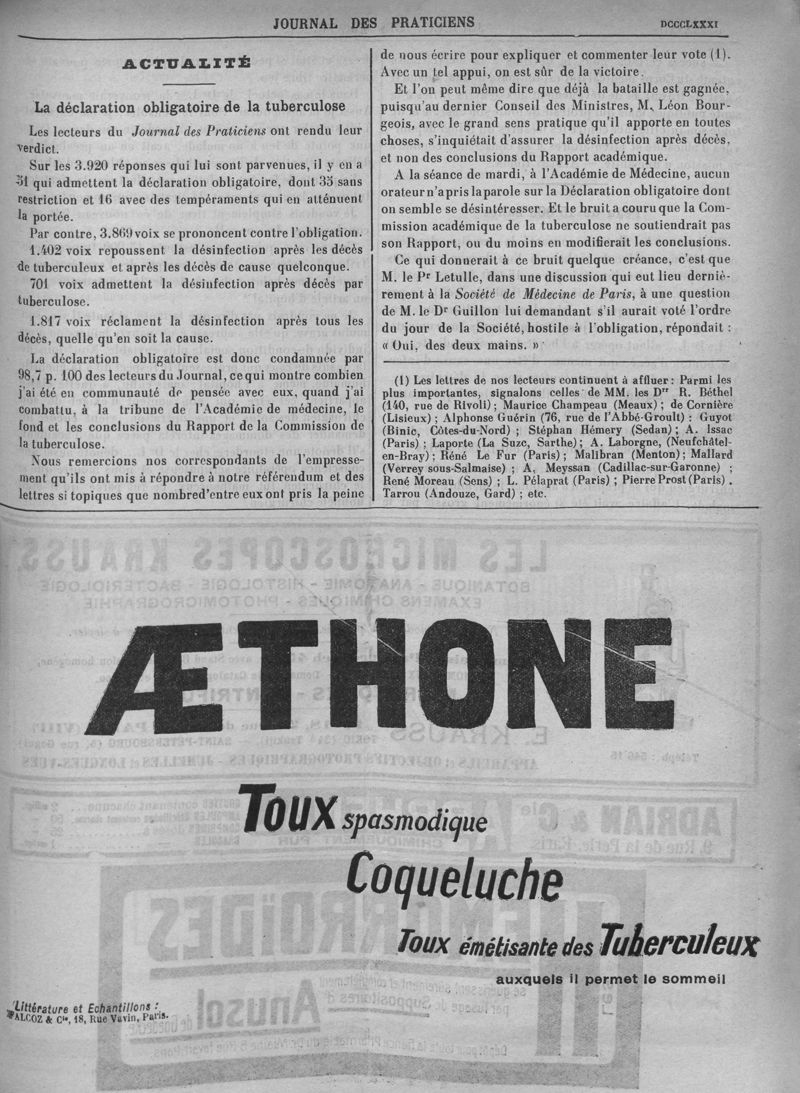 JOURNAL DES PRATICIENS
DCCCLXXXI
ACTUALITÉ
La déclaration obligatoire de la tuberculose
Les lecteurs du Journal des Praticiens ont rendu leur
verdict.
Sur les 3.920 réponses qui lui sont parvenues, il y en a
51 qui admettent la déclaration obligatoire, dont 35 sans
restriction et 16 avec des tempéraments qui en atténuent
la portée.
Par contre, 3.869 voix se prononcent contre l'obligation.
1.402 voix repoussent la désinfection après les décès
de tuberculeux et après les décès de cause quelconque.
701 voix admettent la désinfection après décès par
tuberculose.
1.817 voix réclament la désinfection après tous les
décès, quelle qu'en soit la cause.
La déclaration obligatoire est donc condamnée par
98,7 p. 100 des lecteurs du Journal, ce qui montre combien
j'ai été en communauté de pensée avec eux, quand j'ai
combattu, à la tribune de l'Académie de médecine, le
fond et les conclusions du Rapport de la Commission de
la tuberculose.
Nous remercions nos correspondants de l'empresse-
ment qu'ils ont mis à répondre à notre référendum et des
lettres si topiques que nombre d'entre eux ont pris la peine
de nous écrire pour expliquer et commenter leur vote (1).
Avec un tel appui, on est sûr de la victoire.
Et l'on peut même dire que déjà la bataille est gagnée,
puisqu'au dernier Conseil des Ministres, M. Léon Bour-
geois, avec le grand sens pratique qu'il apporte en toutes
choses, s'inquiétait d'assurer la désinfection après décès,
et non des conclusions du Rapport académique.
A la séance de mardi, à l'Académie de Médecine, aucun
orateur n'a pris la parole sur la Déclaration obligatoire dont
on semble se désintéresser. Et le bruit a couru que la Com-
mission académique de la tuberculose ne soutiendrait pas
son Rapport, ou du moins en modifierait les conclusions.
Ce qui donnerait à ce bruit quelque créance, c'est que
M. le Pr Letulle, dans une discussion qui eut lieu derniè-
rement à la Société de Médecine de Paris, à une question
de M. le Dr Guillon lui demandant s'il aurait voté l'ordre
du jour de la Société, hostile à l'obligation, répondait :
« Oui, des deux mains. »
(1) Les lettres de nos lecteurs continuent à affluer : Parmi les
plus importantes, signalons celles de MM. les Drs R. Béthel
(140, rue de Rivoli) ; Maurice Champeau (Meaux) ; de Cornière
(Lisieux) ; Alphonse Guérin (76, rue de l'Abbé-Groult) : Guyot
(Binic, Côtes-du-Nord) ; Stéphan Hémery (Sedan) ; A. Issac
(Paris) ; Laporte (La Suze, Sarthe) ; A. Laborgne, (Neufchâtel-
en-Bray) ; Réné Le Fur (Paris) ; Malibran (Menton) ; Mallard
(Verrey sous-Salmaise) ; A. Meyssan (Cadillac-sur-Garonne) ;
René Moreau (Sens) ; L. Pélaprat (Paris) ; Pierre Prost (Paris).
Tarrou (Andouze, Gard) ; etc.
ÆTHONE
Toux spasmodique
Coqueluche
Toux émétisante des Tuberculeux
auxquels il permet le sommeil
Littérature et Echantillons :
FALCOZ & Cie, 18, Rue Vavin, Paris.